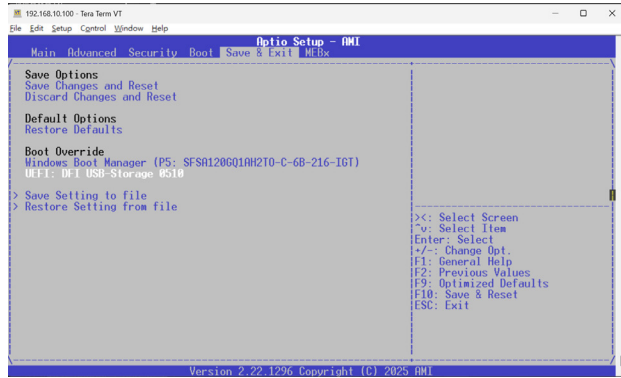 192.168.10.100 - Tera Term VT
File Edit Setup Control Window Help
Aptio Setup - AMI
Main Advanced Security Boot Save & Exit MEBx
Save Options
Save Changes and Reset
Discard Changes and Reset
Default Options
Restore Defaults
Boot Override
Windows Boot Manager (P5: SFSA120GQ1AH2TO-C-6B-216-IGT)
UEFI: DFI USB-Storage 0510
> Save Setting to file
> Restore Setting from file
><: Select Screen
^v: Select Item
Enter: Select
+/-: Change Opt.
F1: General Help
F2: Previous Values
F9: Optimized Defaults
F10: Save & Reset
ESC: Exit
Version 2.22.1296 Copyright (C) 2025 AMI